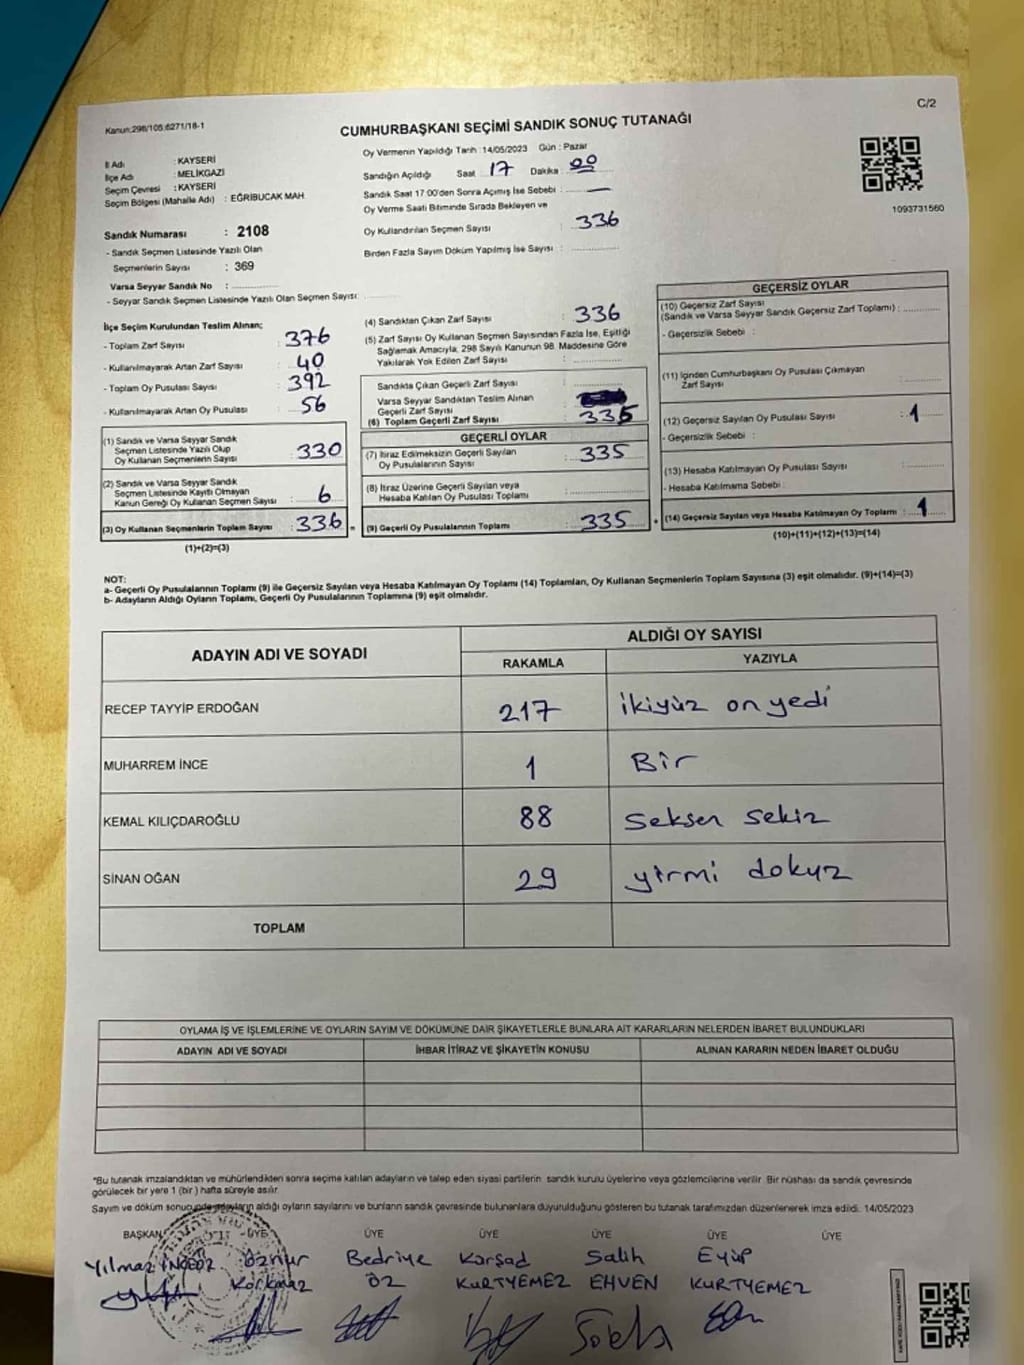 C/2
Kanun:298/105;6271/18-1
CUMHURBAŞKANI SEÇİMİ SANDIK SONUÇ TUTANAĞI
İl Adı : KAYSERİ
İlçe Adı : MELİKGAZİ
Seçim Çevresi : KAYSERİ
Seçim Bölgesi (Mahalle Adı) : EĞRİBUCAK MAH
Sandık Numarası : 2108
- Sandık Seçmen Listesinde Yazılı Olan
Seçmenlerin Sayısı : 369
Varsa Seyyar Sandık No :
- Seyyar Sandık Seçmen Listesinde Yazılı Olan Seçmen Sayısı:
Oy Vermenin Yapıldığı Tarih :14/05/2023 Gün : Pazar
Sandığın Açıldığı Saat 17 Dakika : 00
Sandık Saat 17:00'den Sonra Açılmış İse Sebebi : —
Oy Verme Saati Bitiminde Sırada Bekleyen ve
Oy Kullandırılan Seçmen Sayısı : 336
Birden Fazla Sayım Döküm Yapılmış İse Sayısı :
1093731560
İlçe Seçim Kurulundan Teslim Alınan;
- Toplam Zarf Sayısı : 376
- Kullanılmayarak Artan Zarf Sayısı : 40
- Toplam Oy Pusulası Sayısı : 392
- Kullanılmayarak Artan Oy Pusulası : 56
(1) Sandık ve Varsa Seyyar Sandık
Seçmen Listesinde Yazılı Olup
Oy Kullanan Seçmenlerin Sayısı : 330
(2) Sandık ve Varsa Seyyar Sandık
Seçmen Listesinde Kayıtlı Olmayan
Kanun Gereği Oy Kullanan Seçmen Sayısı : 6
(3) Oy Kullanan Seçmenlerin Toplam Sayısı : 336 =
(1)+(2)=(3)
(4) Sandıktan Çıkan Zarf Sayısı : 336
(5) Zarf Sayısı Oy Kullanan Seçmen Sayısından Fazla İse, Eşitliği
Sağlamak Amacıyla, 298 Sayılı Kanunun 98. Maddesine Göre
Yakılarak Yok Edilen Zarf Sayısı :
Sandıkta Çıkan Geçerli Zarf Sayısı :
Varsa Seyyar Sandıktan Teslim Alınan
Geçerli Zarf Sayısı
(6) Toplam Geçerli Zarf Sayısı : 335
GEÇERLİ OYLAR
(7) İtiraz Edilmeksizin Geçerli Sayılan
Oy Pusulalarının Sayısı : 335
(8) İtiraz Üzerine Geçerli Sayılan veya
Hesaba Katılan Oy Pusulası Toplamı :
(9) Geçerli Oy Pusulalarının Toplamı : 335 +
GEÇERSİZ OYLAR
(10) Geçersiz Zarf Sayısı
(Sandık ve Varsa Seyyar Sandık Geçersiz Zarf Toplamı) :
- Geçersizlik Sebebi :
(11) İçinden Cumhurbaşkanı Oy Pusulası Çıkmayan
Zarf Sayısı :
(12) Geçersiz Sayılan Oy Pusulası Sayısı : 1
- Geçersizlik Sebebi :
(13) Hesaba Katılmayan Oy Pusulası Sayısı :
- Hesaba Katılmama Sebebi :
(14) Geçersiz Sayılan veya Hesaba Katılmayan Oy Toplamı : 1
(10)+(11)+(12)+(13)=(14)
NOT:
a- Geçerli Oy Pusulalarının Toplamı (9) ile Geçersiz Sayılan veya Hesaba Katılmayan Oy Toplamı (14) Toplamları, Oy Kullanan Seçmenlerin Toplam Sayısına (3) eşit olmalıdır. (9)+(14)=(3)
b- Adayların Aldığı Oyların Toplamı, Geçerli Oy Pusulalarının Toplamına (9) eşit olmalıdır.
ADAYIN ADI VE SOYADI ALDIĞI OY SAYISI
RAKAMLA YAZIYLA
RECEP TAYYİP ERDOĞAN 217 ikiyüz on yedi
MUHARREM İNCE 1 Bir
KEMAL KILIÇDAROĞLU 88 seksen sekiz
SİNAN OĞAN 29 yirmi dokuz
TOPLAM
OYLAMA İŞ VE İŞLEMLERİNE VE OYLARIN SAYIM VE DÖKÜMÜNE DAİR ŞİKAYETLERLE BUNLARA AİT KARARLARIN NELERDEN İBARET BULUNDUKLARI
ADAYIN ADI VE SOYADI İHBAR İTİRAZ VE ŞİKAYETİN KONUSU ALINAN KARARIN NEDEN İBARET OLDUĞU
*Bu tutanak imzalandıktan ve mühürlendikten sonra seçime katılan adayların ve talep eden siyasi partilerin sandık kurulu üyelerine veya gözlemcilerine verilir. Bir nüshası da sandık çevresinde
görülecek bir yere 1 (bir) hafta süreyle asılır.
Sayım ve döküm sonucunda adayların aldığı oyların sayılarını ve bunların sandık çevresinde bulunanlara duyurulduğunu gösteren bu tutanak tarafımızdan düzenlenerek imza edildi. 14/05/2023
BAŞKAN ÜYE ÜYE ÜYE ÜYE ÜYE ÜYE
Yılmaz Öznur Bedriye Kürşad Salih Eyüp
Korkmaz ÖZ KURTYEMEZ EHVEN KURTYEMEZ